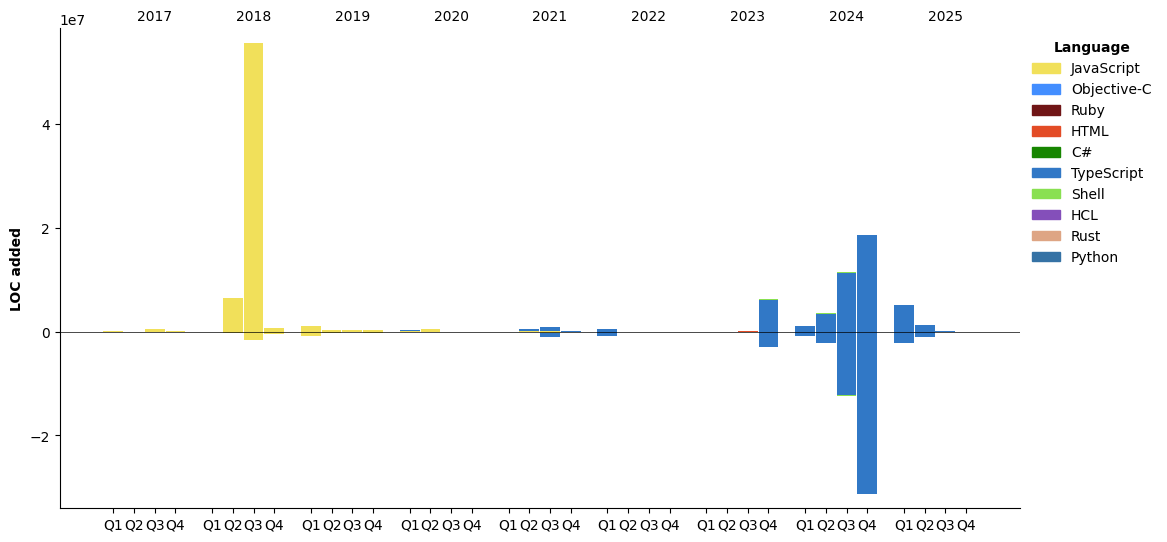 1e7
2017 2018 2019 2020 2021 2022 2023 2024 2025
Language
JavaScript
Objective-C
Ruby
HTML
C#
TypeScript
Shell
HCL
Rust
Python
LOC added
4
2
0
−2
Q1 Q2 Q3 Q4 Q1 Q2 Q3 Q4 Q1 Q2 Q3 Q4 Q1 Q2 Q3 Q4 Q1 Q2 Q3 Q4 Q1 Q2 Q3 Q4 Q1 Q2 Q3 Q4 Q1 Q2 Q3 Q4 Q1 Q2 Q3 Q4